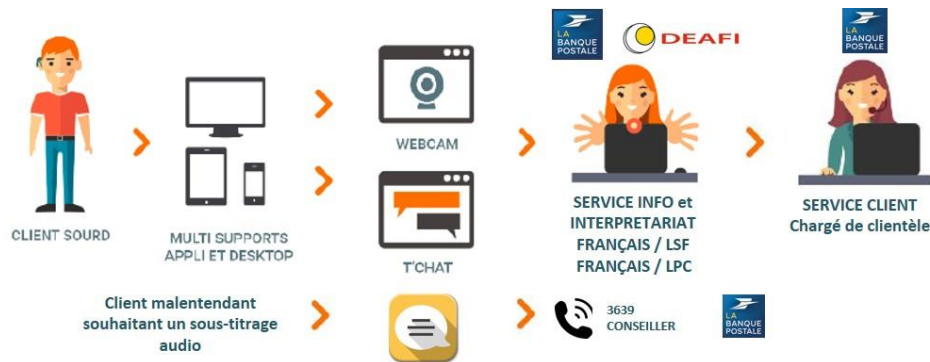 LA
BANQUE
POSTALE
DEAFI
LA
BANQUE
POSTALE
CLIENT SOURD
MULTI SUPPORTS
APPLI ET DESKTOP
WEBCAM
T'CHAT
SERVICE INFO et
INTERPRETARIAT
FRANÇAIS / LSF
FRANÇAIS / LPC
SERVICE CLIENT
Chargé de clientèle
Client malentendant
souhaitant un sous-titrage
audio
3639
CONSEILLER
LA
BANQUE
POSTALE